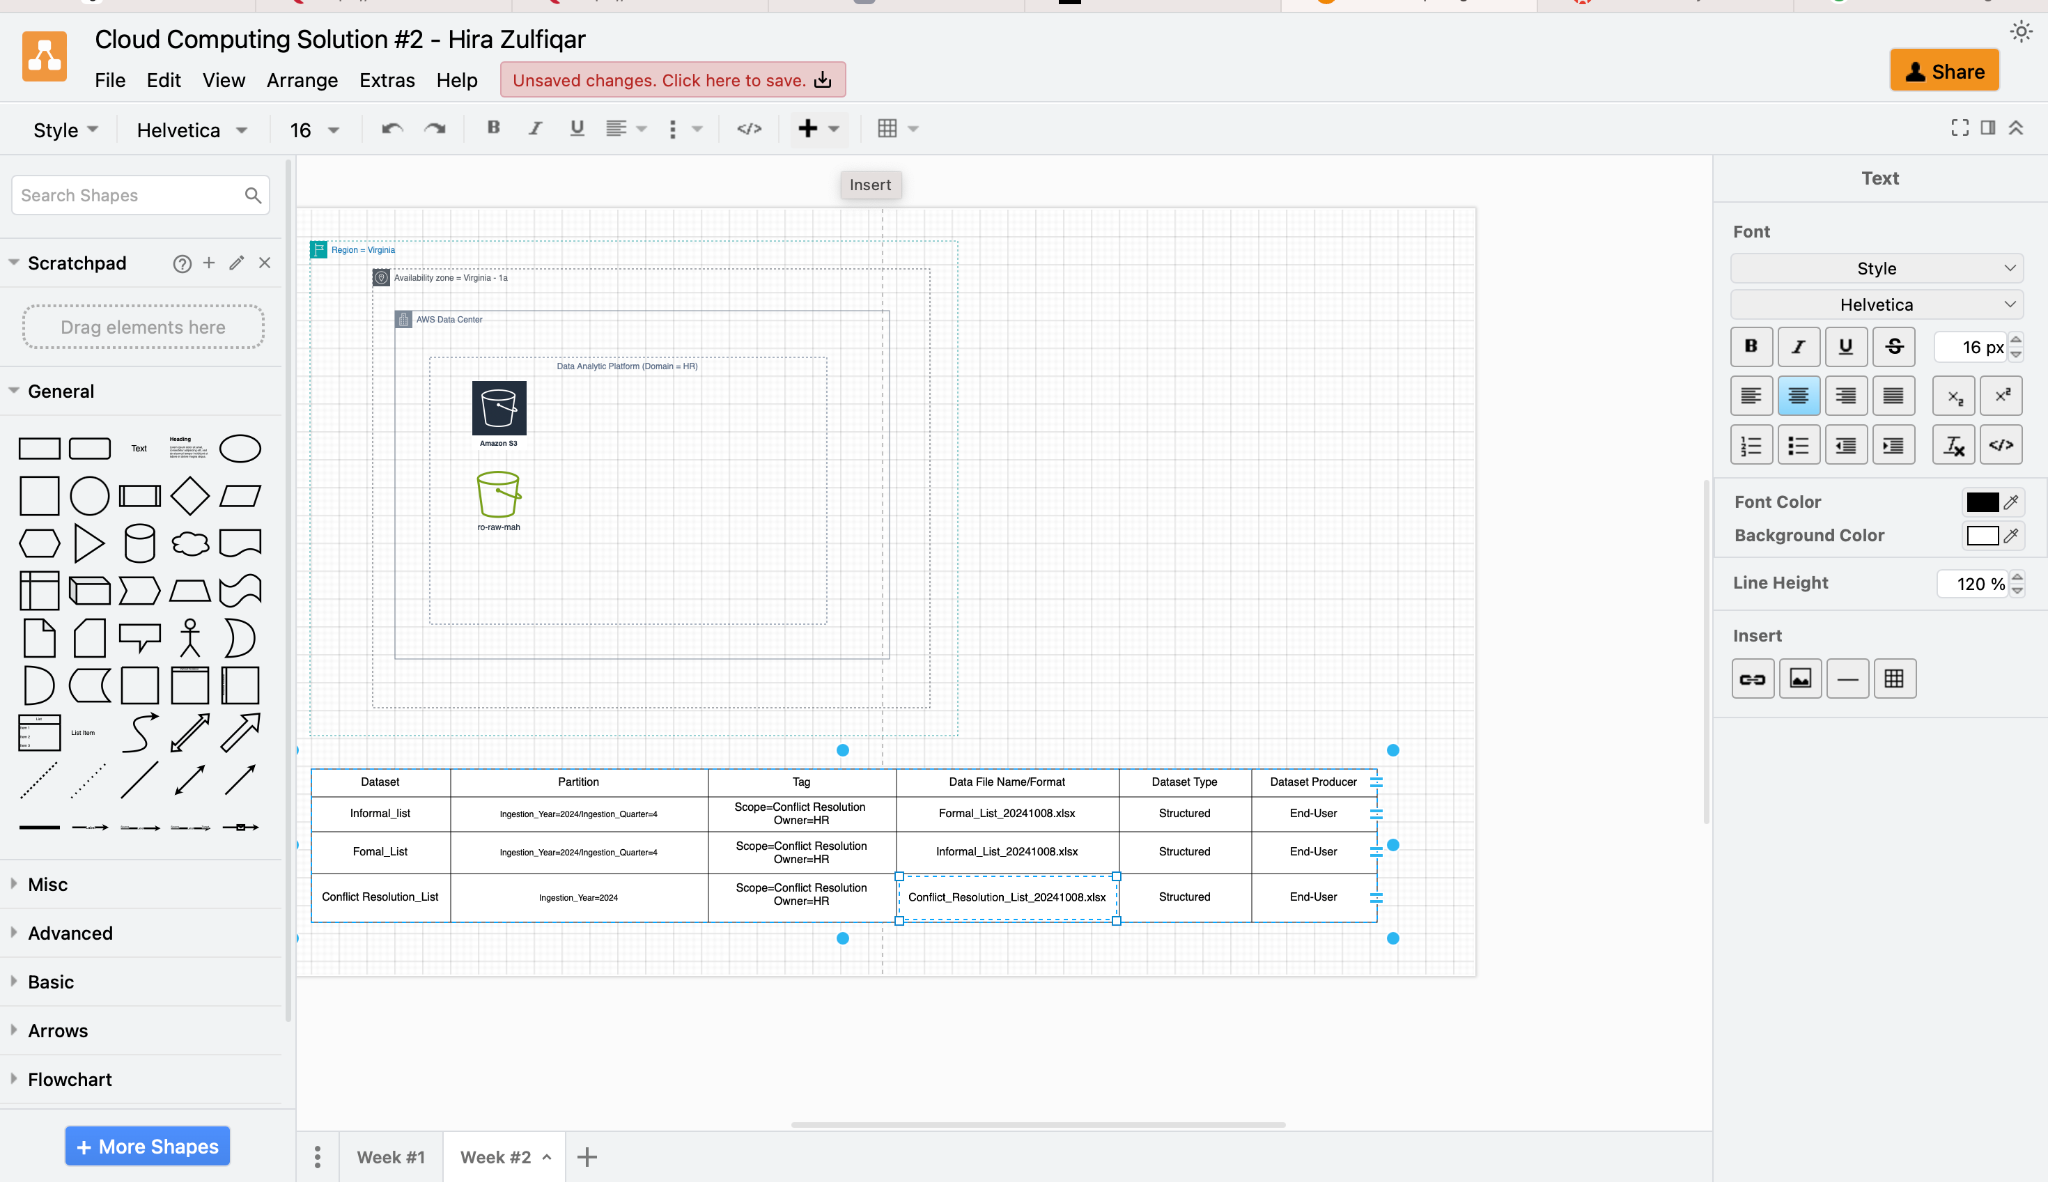 Cloud Computing Solution #2 - Hira Zulfiqar
File Edit View Arrange Extras Help Unsaved changes. Click here to save.
Share
Style Helvetica 16 B I U
Insert
Search Shapes
Scratchpad
Drag elements here
General
Text
Heading
List Item
Misc
Advanced
Basic
Arrows
Flowchart
+ More Shapes
Region = Virginia
Availability zone = Virginia - 1a
AWS Data Center
Data Analytic Platform (Domain = HR)
Amazon S3
ro-raw-mah
Dataset Partition Tag Data File Name/Format Dataset Type Dataset Producer
Informal_list Ingestion_Year=2024/Ingestion_Quarter=4 Scope=Conflict Resolution Owner=HR Formal_List_20241008.xlsx Structured End-User
Fomal_List Ingestion_Year=2024/Ingestion_Quarter=4 Scope=Conflict Resolution Owner=HR Informal_List_20241008.xlsx Structured End-User
Conflict Resolution_List Ingestion_Year=2024 Scope=Conflict Resolution Owner=HR Conflict_Resolution_List_20241008.xlsx Structured End-User
Week #1 Week #2
Text
Font
Style
Helvetica
B I U S 16 px
Font Color
Background Color
Line Height 120 %
Insert